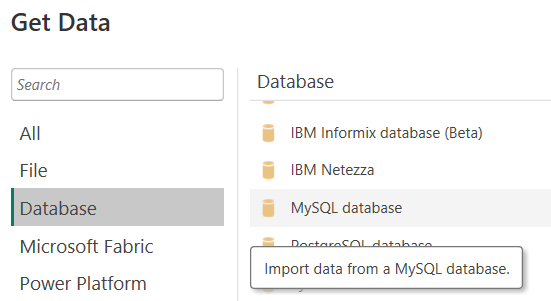 Get Data
Search
All
File
Database
Microsoft Fabric
Power Platform
Database
IBM Informix database (Beta)
IBM Netezza
MySQL database
PostgreSQL database
Import data from a MySQL database.